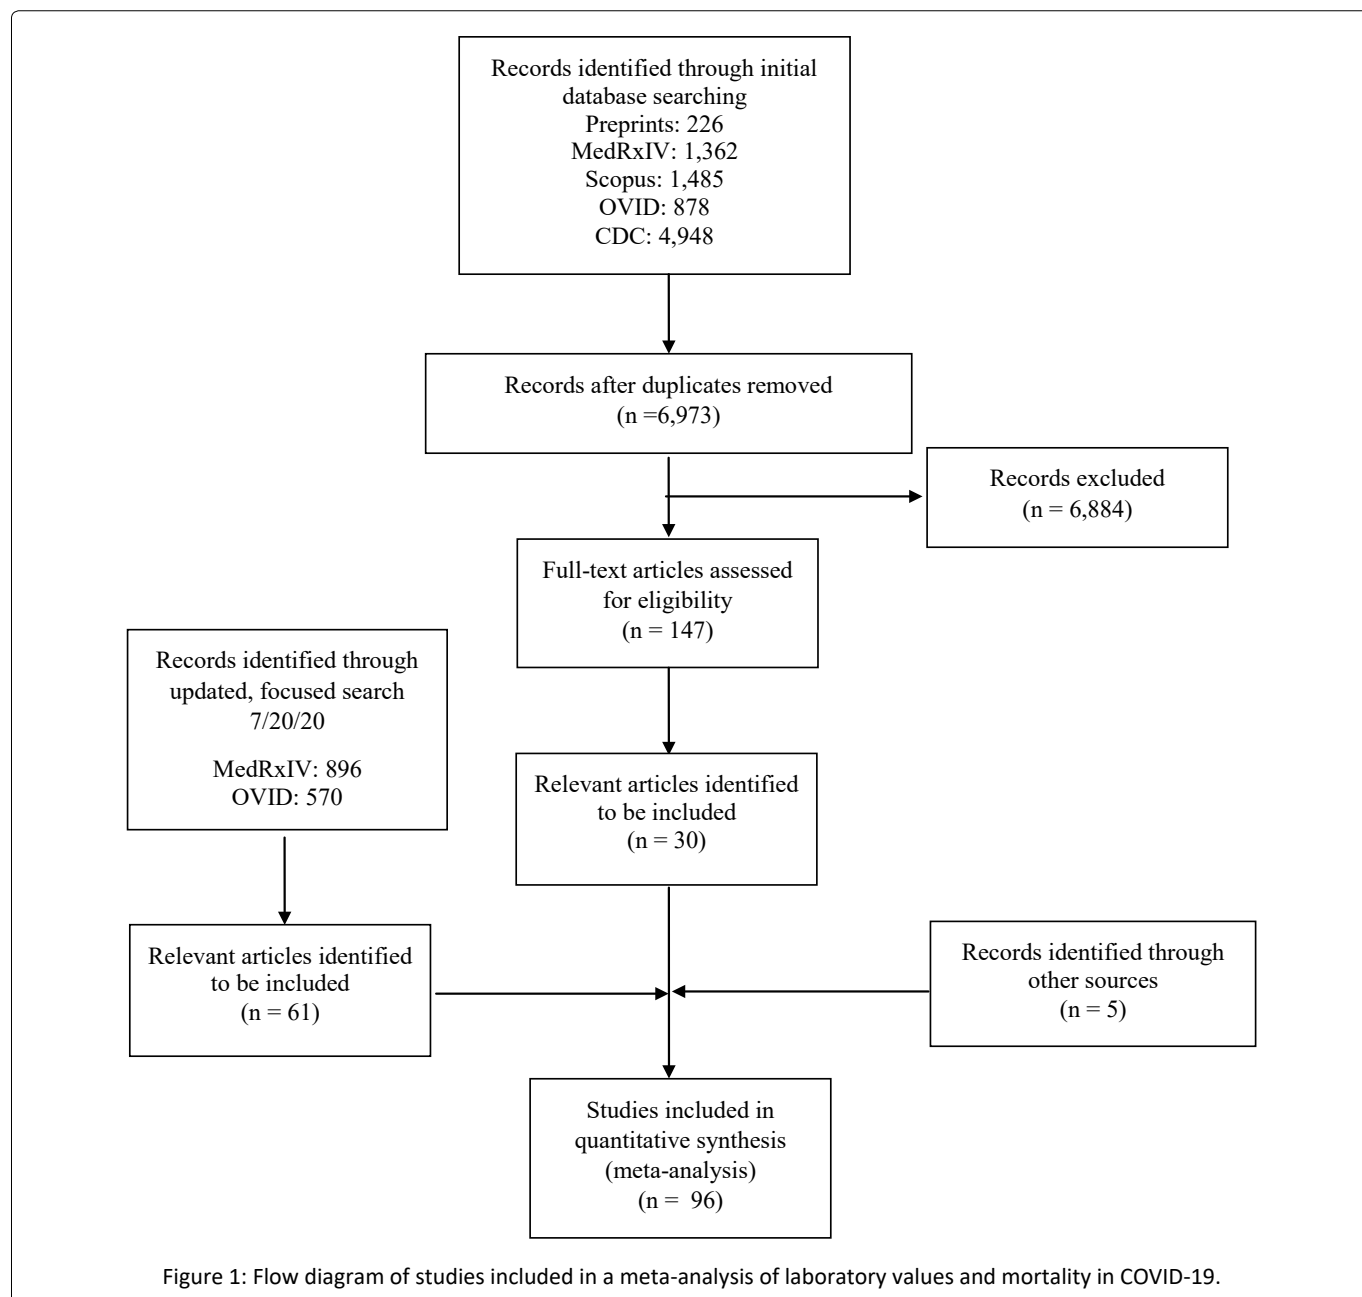 Records identified through initial
database searching
Preprints: 226
MedRxIV: 1,362
Scopus: 1,485
OVID: 878
CDC: 4,948
Records after duplicates removed
(n =6,973)
Records excluded
(n = 6,884)
Full-text articles assessed
for eligibility
(n = 147)
Records identified through
updated, focused search
7/20/20
MedRxIV: 896
OVID: 570
Relevant articles identified
to be included
(n = 30)
Relevant articles identified
to be included
(n = 61)
Records identified through
other sources
(n = 5)
Studies included in
quantitative synthesis
(meta-analysis)
(n = 96)
Figure 1: Flow diagram of studies included in a meta-analysis of laboratory values and mortality in COVID-19.